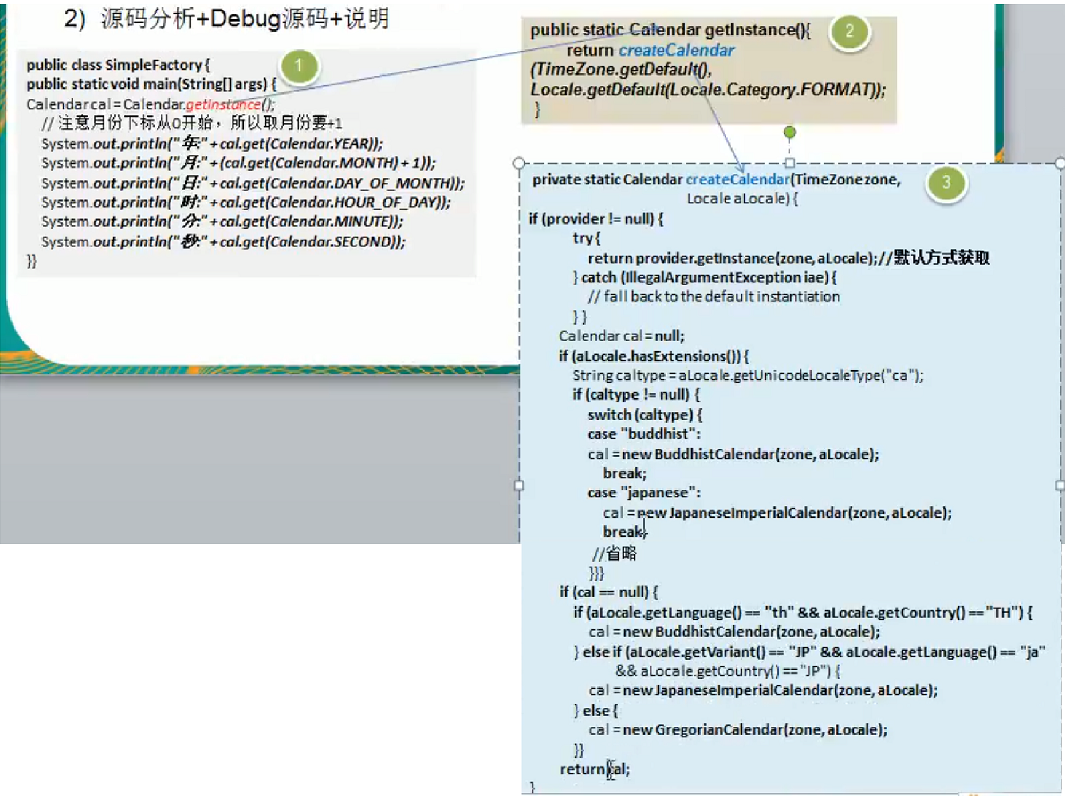 2) 源码分析+Debug源码+说明
1
public class SimpleFactory {
public static void main(String[] args) {
Calendar cal = Calendar.getInstance();
// 注意月份下标从0开始，所以取月份要+1
System.out.println("年:" + cal.get(Calendar.YEAR));
System.out.println("月:" + (cal.get(Calendar.MONTH) + 1));
System.out.println("日:" + cal.get(Calendar.DAY_OF_MONTH));
System.out.println("时:" + cal.get(Calendar.HOUR_OF_DAY));
System.out.println("分:" + cal.get(Calendar.MINUTE));
System.out.println("秒:" + cal.get(Calendar.SECOND));
}}
2
public static Calendar getInstance(){
return createCalendar
(TimeZone.getDefault(),
Locale.getDefault(Locale.Category.FORMAT));
}
3
private static Calendar createCalendar(TimeZone zone,
Locale aLocale) {
if (provider != null) {
try {
return provider.getInstance(zone, aLocale);//默认方式获取
} catch (IllegalArgumentException iae) {
// fall back to the default instantiation
} }
Calendar cal = null;
if (aLocale.hasExtensions()) {
String caltype = aLocale.getUnicodeLocaleType("ca");
if (caltype != null) {
switch (caltype) {
case "buddhist":
cal = new BuddhistCalendar(zone, aLocale);
break;
case "japanese":
cal = new JapaneseImperialCalendar(zone, aLocale);
break;
//省略
}}}
if (cal == null) {
if (aLocale.getLanguage() == "th" && aLocale.getCountry() == "TH") {
cal = new BuddhistCalendar(zone, aLocale);
} else if (aLocale.getVariant() == "JP" && aLocale.getLanguage() == "ja"
&& aLocale.getCountry() == "JP") {
cal = new JapaneseImperialCalendar(zone, aLocale);
} else {
cal = new GregorianCalendar(zone, aLocale);
}}
return cal;
}